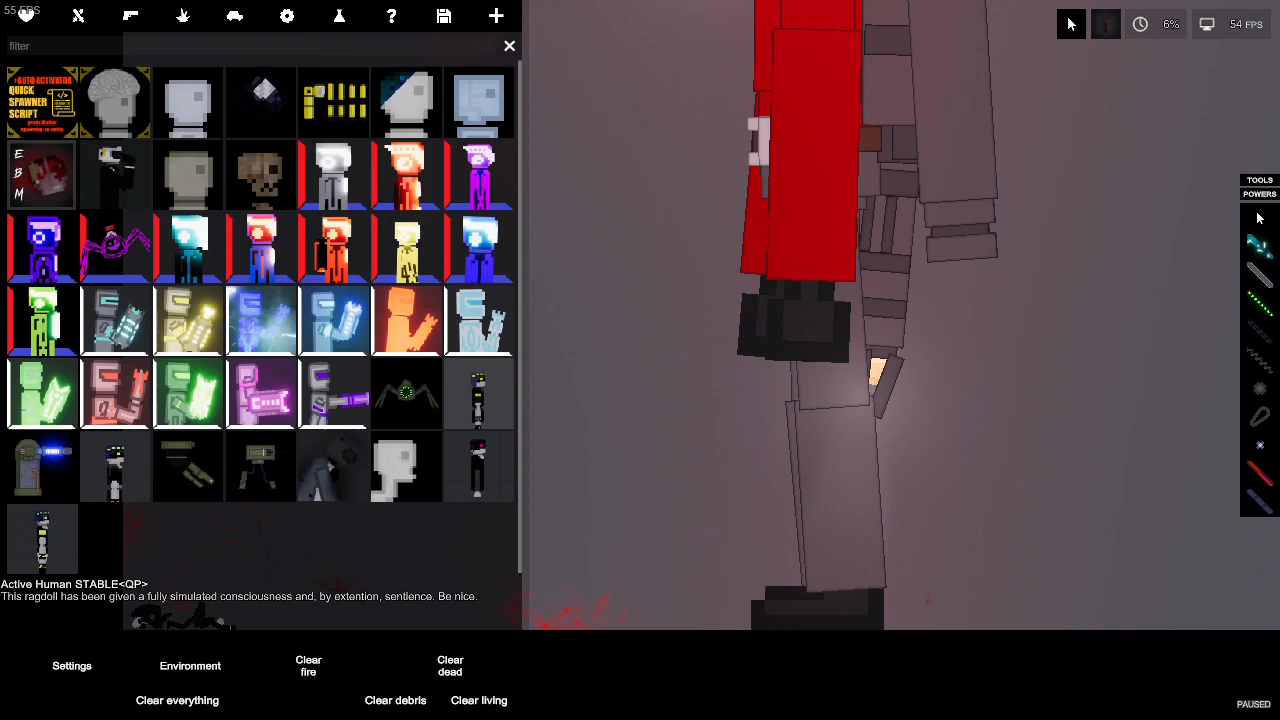 55 FPS
?
filter
+AUTO ACTIVATOR
QUICK
SPAWNER
SCRIPT
E
B
M
6%
54 FPS
TOOLS
POWERS
Active Human STABLE<QP>
This ragdoll has been given a fully simulated consciousness and, by extention, sentience. Be nice.
Settings
Environment
Clear
fire
Clear
dead
Clear everything
Clear debris
Clear living
PAUSED